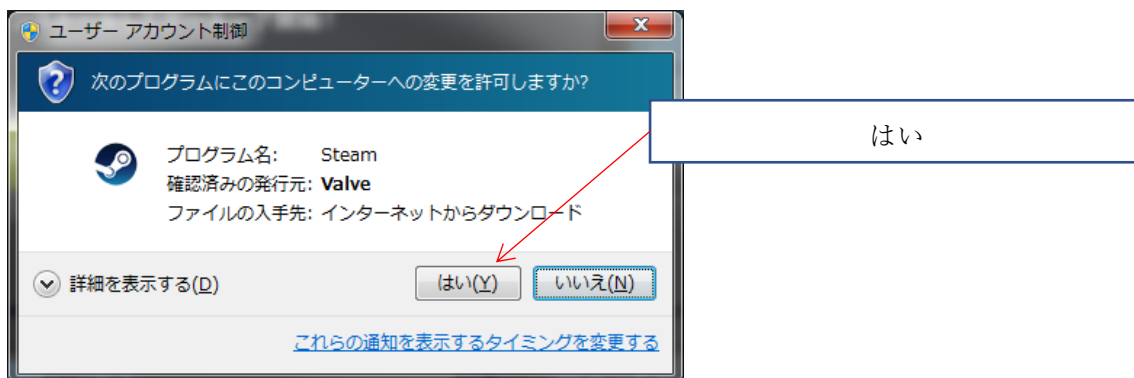 ユーザー アカウント制御
次のプログラムにこのコンピューターへの変更を許可しますか?
はい
プログラム名: Steam
確認済みの発行元: Valve
ファイルの入手先: インターネットからダウンロード
詳細を表示する(D)
はい(Y)
いいえ(N)
これらの通知を表示するタイミングを変更する